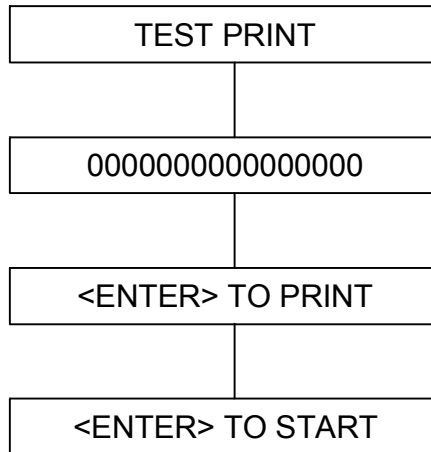 TEST PRINT
0000000000000000
<ENTER> TO PRINT
<ENTER> TO START